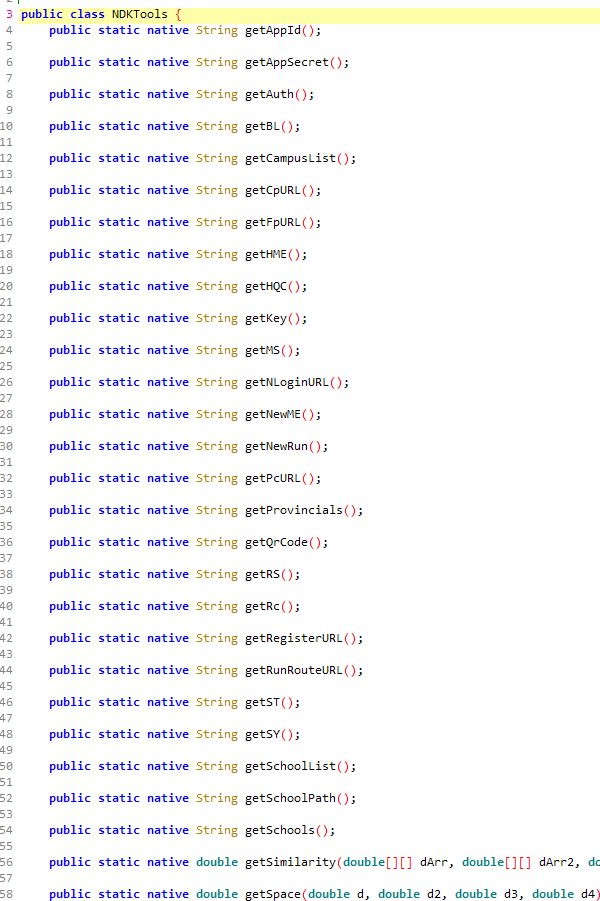 3 public class NDKTools {
4 public static native String getAppId();
5
6 public static native String getAppSecret();
7
8 public static native String getAuth();
9
10 public static native String getBL();
11
12 public static native String getCampusList();
13
14 public static native String getCpURL();
15
16 public static native String getFpURL();
17
18 public static native String getHME();
19
20 public static native String getHQC();
21
22 public static native String getKey();
23
24 public static native String getMS();
25
26 public static native String getNLoginURL();
27
28 public static native String getNewME();
29
30 public static native String getNewRun();
31
32 public static native String getPcURL();
33
34 public static native String getProvincials();
35
36 public static native String getQrCode();
37
38 public static native String getRS();
39
40 public static native String getRc();
41
42 public static native String getRegisterURL();
43
44 public static native String getRunRouteURL();
45
46 public static native String getST();
47
48 public static native String getSY();
49
50 public static native String getSchoolList();
51
52 public static native String getSchoolPath();
53
54 public static native String getSchools();
55
56 public static native double getSimilarity(double[][] dArr, double[][] dArr2, do
57
58 public static native double getSpace(double d, double d2, double d3, double d4)